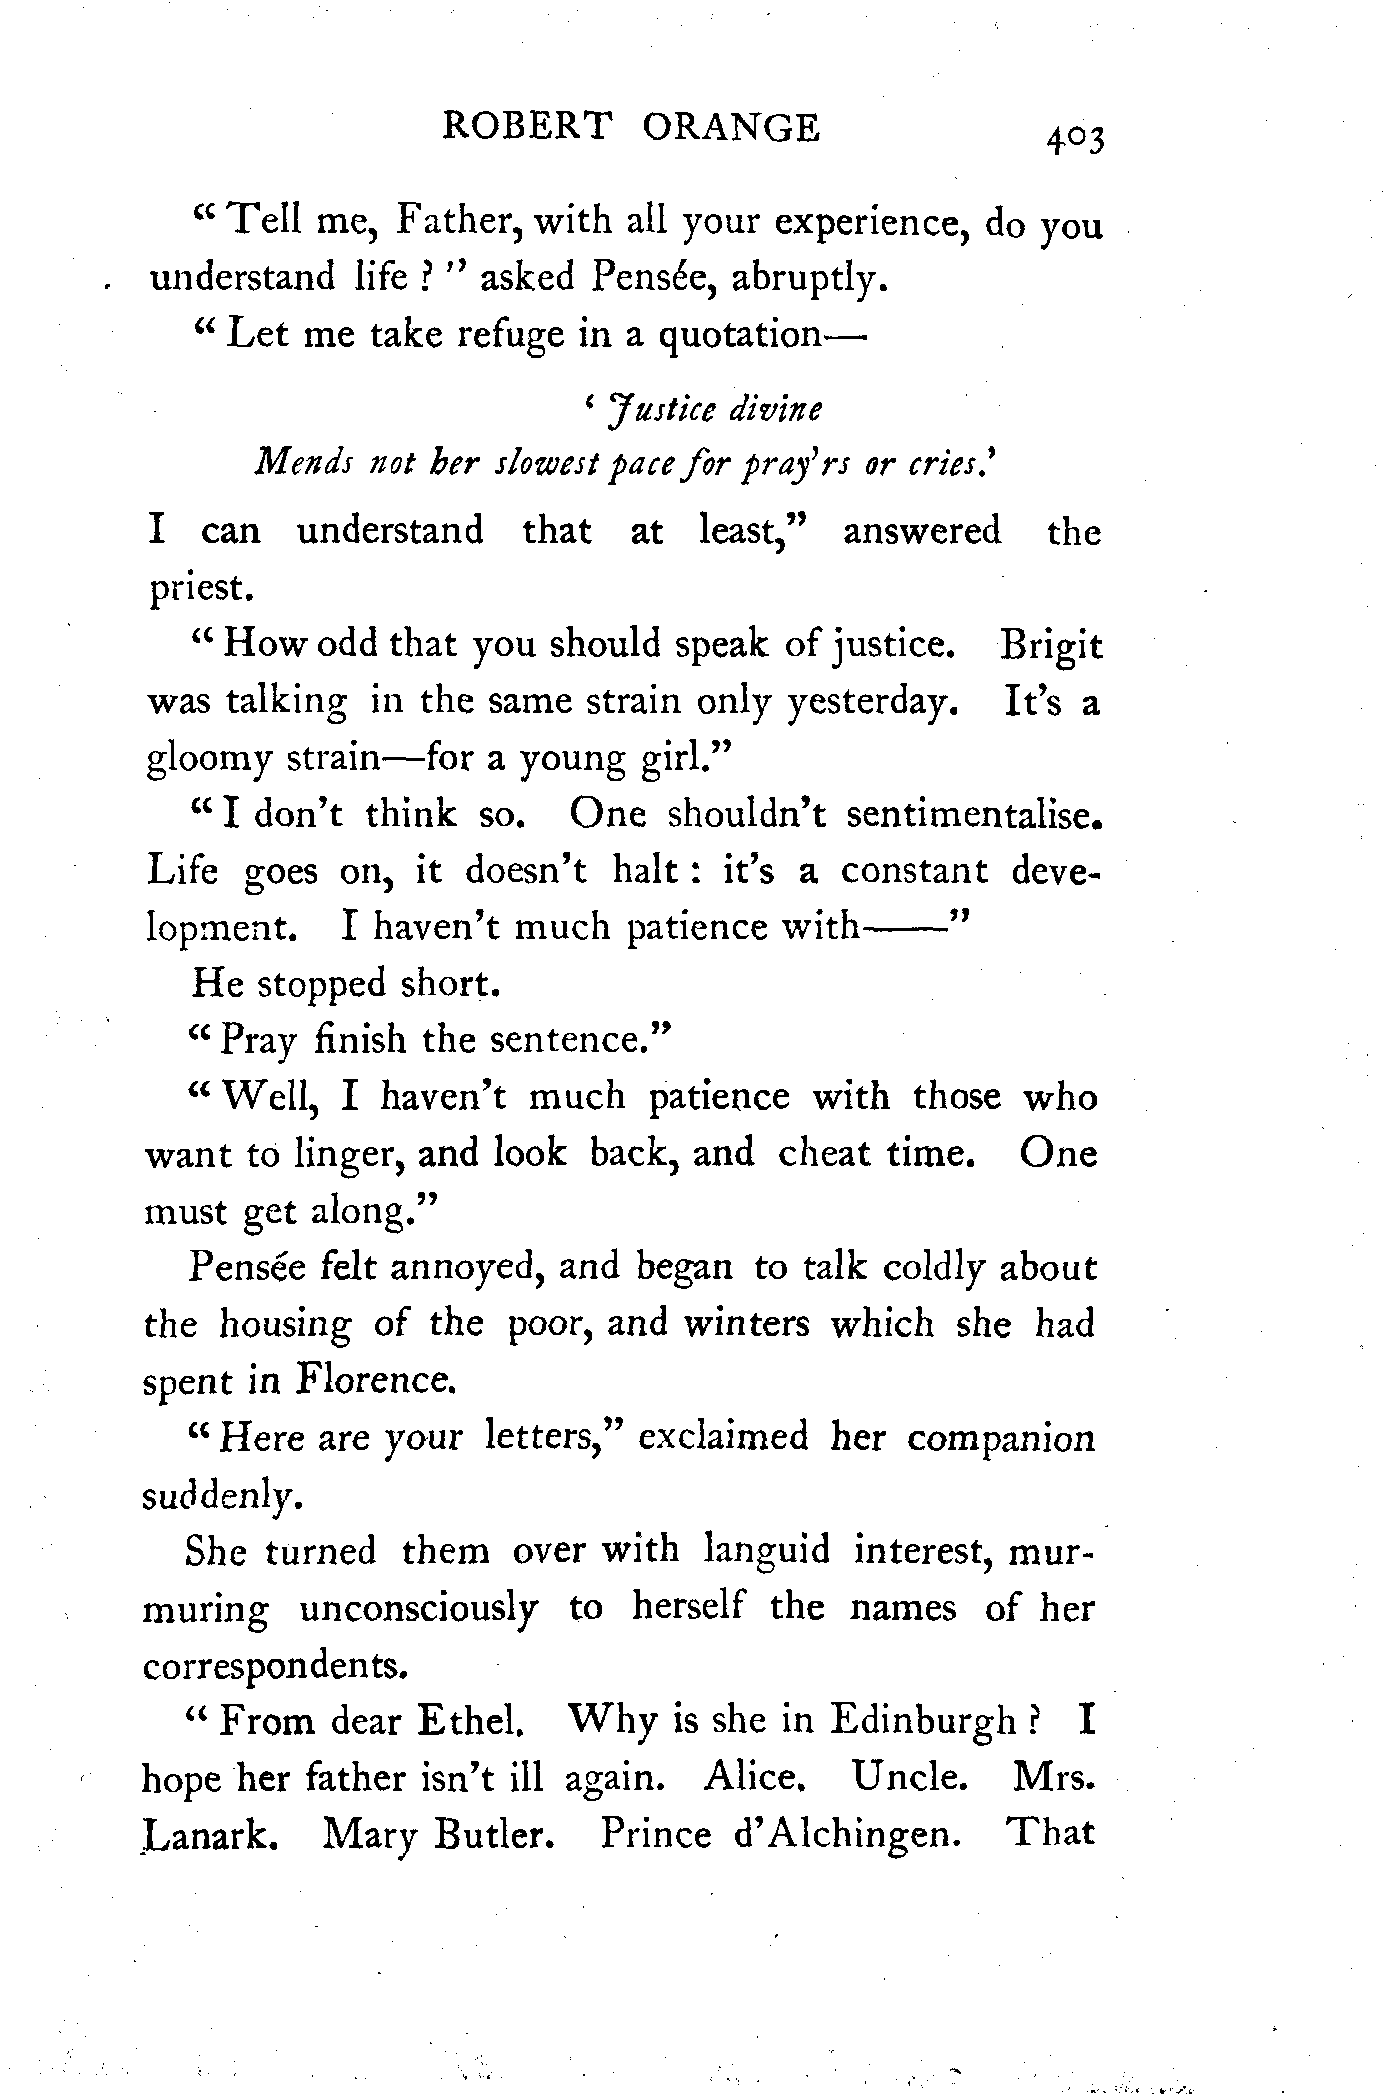 ROBERT ORANGE 403
“ Tell me, Father, with all your experience, do you
understand life ? ” asked Pensée, abruptly.
“ Let me take refuge in a quotation—
‘ Justice divine
Mends not her slowest pace for pray’rs or cries.’
I can understand that at least,” answered the
priest.
“ How odd that you should speak of justice. Brigit
was talking in the same strain only yesterday. It’s a
gloomy strain—for a young girl.”
“ I don’t think so. One shouldn’t sentimentalise.
Life goes on, it doesn’t halt : it’s a constant deve-
lopment. I haven’t much patience with——”
He stopped short.
“ Pray finish the sentence.”
“ Well, I haven’t much patience with those who
want to linger, and look back, and cheat time. One
must get along.”
Pensée felt annoyed, and began to talk coldly about
the housing of the poor, and winters which she had
spent in Florence.
“ Here are your letters,” exclaimed her companion
suddenly.
She turned them over with languid interest, mur-
muring unconsciously to herself the names of her
correspondents.
“ From dear Ethel. Why is she in Edinburgh ? I
hope her father isn’t ill again. Alice. Uncle. Mrs.
Lanark. Mary Butler. Prince d’Alchingen. That